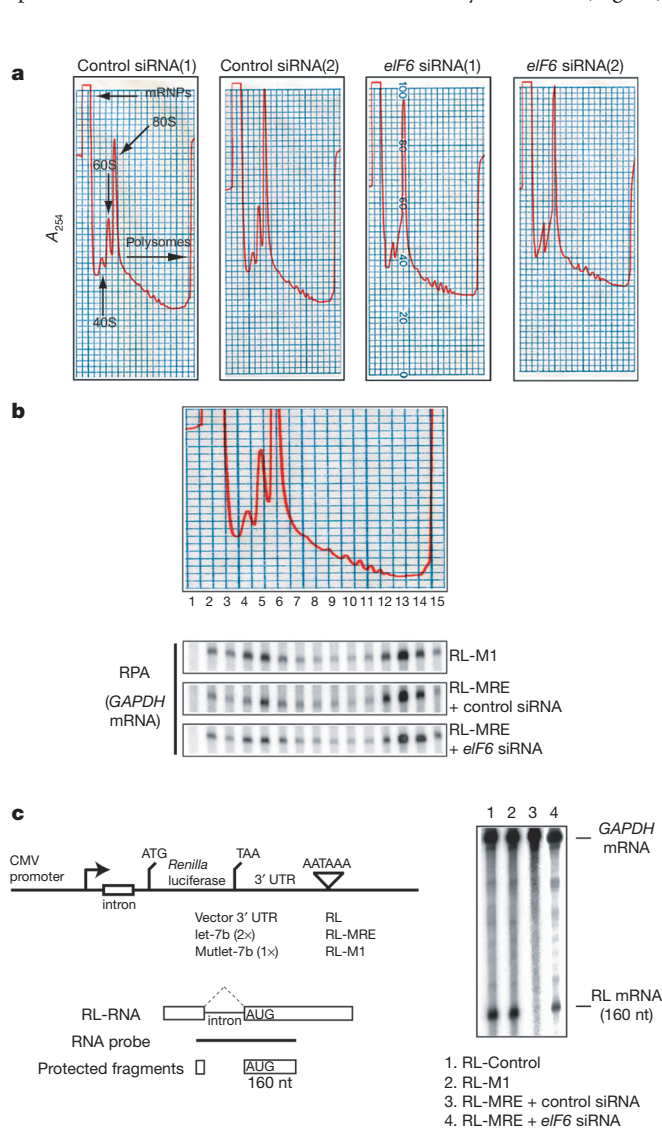 a
Control siRNA(1)
Control siRNA(2)
eIF6 siRNA(1)
eIF6 siRNA(2)
mRNPs
80S
60S
Polysomes
40S
A254
100
80
60
40
20
0
b
1 2 3 4 5 6 7 8 9 10 11 12 13 14 15
RPA
(GAPDH
mRNA)
RL-M1
RL-MRE
+ control siRNA
RL-MRE
+ eIF6 siRNA
c
CMV
promoter
intron
ATG
Renilla
luciferase
TAA
3′ UTR
AATAAA
Vector 3′ UTR RL
let-7b (2×) RL-MRE
Mutlet-7b (1×) RL-M1
RL-RNA
intron
AUG
RNA probe
Protected fragments
AUG
160 nt
1 2 3 4
GAPDH
mRNA
RL mRNA
(160 nt)
1. RL-Control
2. RL-M1
3. RL-MRE + control siRNA
4. RL-MRE + eIF6 siRNA